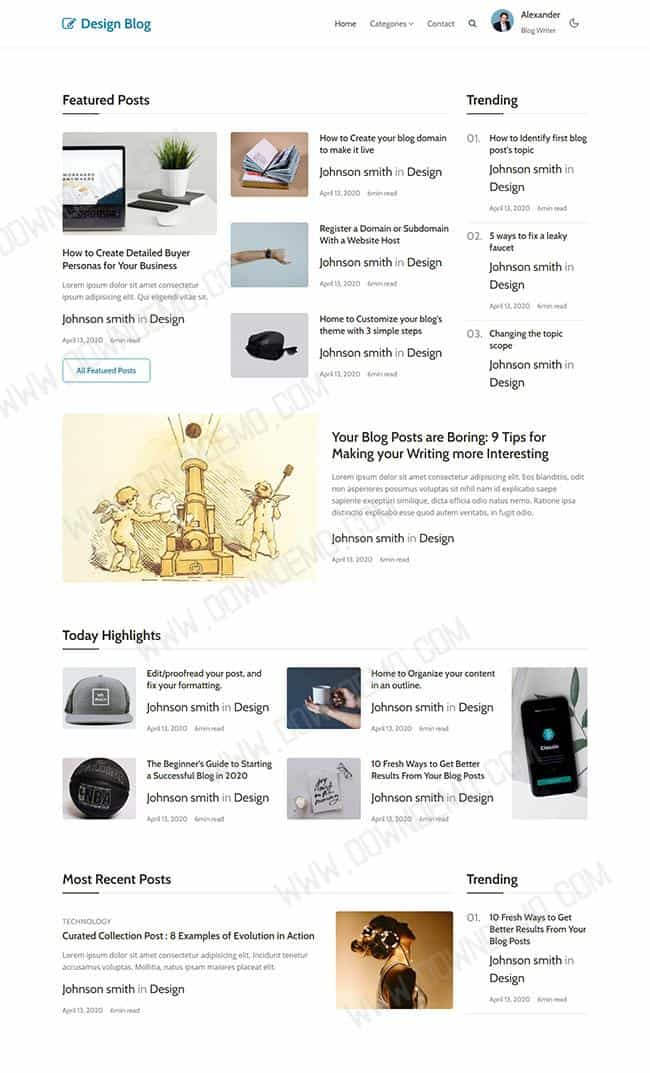 Design Blog
Home
Categories
Contact
Alexander
Blog Writer
Featured Posts
How to Create Detailed Buyer
Personas for Your Business
Lorem ipsum dolor sit amet consectetur
ipsum adipisicing elit. Qui eligendi vitae sit.
Johnson smith in Design
April 13, 2020 6min read
All Featured Posts
How to Create your blog domain
to make it live
Johnson smith in Design
April 13, 2020 6min read
Register a Domain or Subdomain
With a Website Host
Johnson smith in Design
April 13, 2020 6min read
Home to Customize your blog's
theme with 3 simple steps
Johnson smith in Design
April 13, 2020 6min read
Trending
01. How to Identify first blog
post's topic
Johnson smith in
Design
April 13, 2020 6min read
02. 5 ways to fix a leaky
faucet
Johnson smith in
Design
April 13, 2020 6min read
03. Changing the topic
scope
Johnson smith in
Design
Your Blog Posts are Boring: 9 Tips for
Making your Writing more Interesting
Lorem ipsum dolor sit amet consectetur adipisicing elit. Eos blanditiis, odit
non asperiores possimus voluptas sit nihil nam id explicabo saepe
sapiente excepturi similique, dicta officia odio natus nemo. Ratione ipsa
distinctio explicabo esse quod autem veritatis, in fugit odio.
Johnson smith in Design
April 13, 2020 6min read
Today Highlights
Edit/proofread your post, and
fix your formatting.
Johnson smith in Design
April 13, 2020 6min read
Home to Organize your content
in an outline.
Johnson smith in Design
April 13, 2020 6min read
NBA
The Beginner's Guide to Starting
a Successful Blog in 2020
Johnson smith in Design
April 13, 2020 6min read
10 Fresh Ways to Get Better
Results From Your Blog Posts
Johnson smith in Design
April 13, 2020 6min read
Most Recent Posts
TECHNOLOGY
Curated Collection Post : 8 Examples of Evolution in Action
Lorem ipsum dolor sit amet consectetur adipisicing elit. Incidunt tenetur
accusamus voluptas. Mollitia, natus ipsam maiores placeat elit.
Johnson smith in Design
April 13, 2020 6min read
Trending
01. 10 Fresh Ways to Get
Better Results From Your
Blog Posts
Johnson smith in
Design
April 13, 2020 6min read
WWW.DOWNDEMO.COM
WWW.DOWNDEMO.COM
WWW.DOWNDEMO.COM
WWW.DOWNDEMO.COM